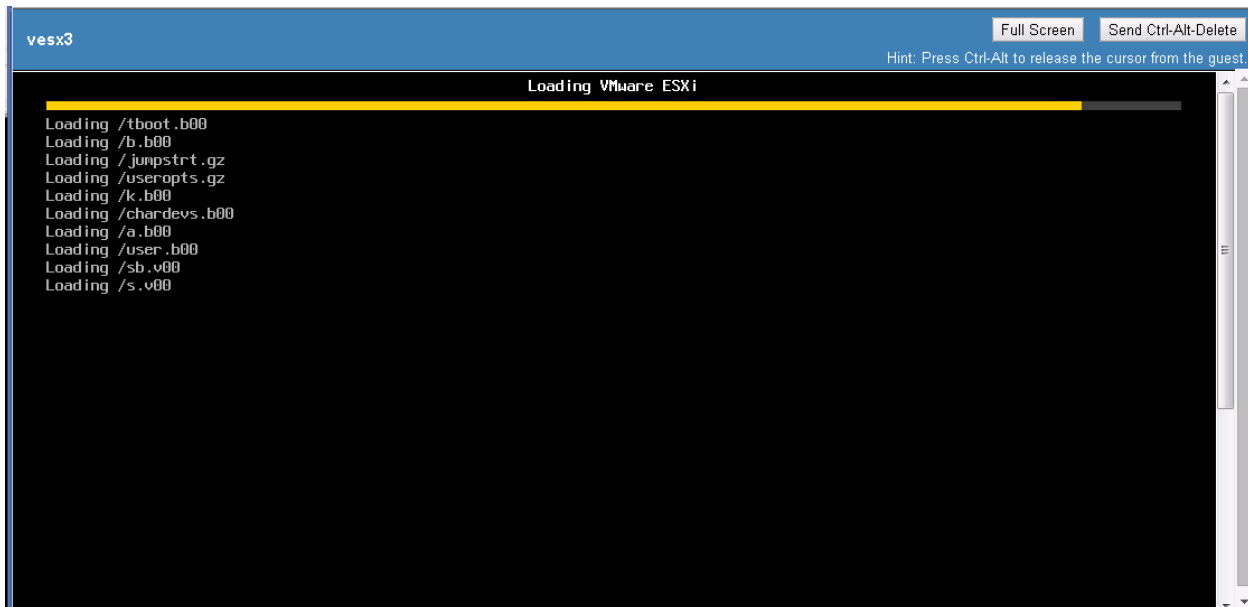 vesx3
Full Screen
Send Ctrl-Alt-Delete
Hint: Press Ctrl-Alt to release the cursor from the guest.
Loading VMware ESXi
Loading /tboot.b00
Loading /b.b00
Loading /jumpstrt.gz
Loading /useropts.gz
Loading /k.b00
Loading /chardevs.b00
Loading /a.b00
Loading /user.b00
Loading /sb.v00
Loading /s.v00